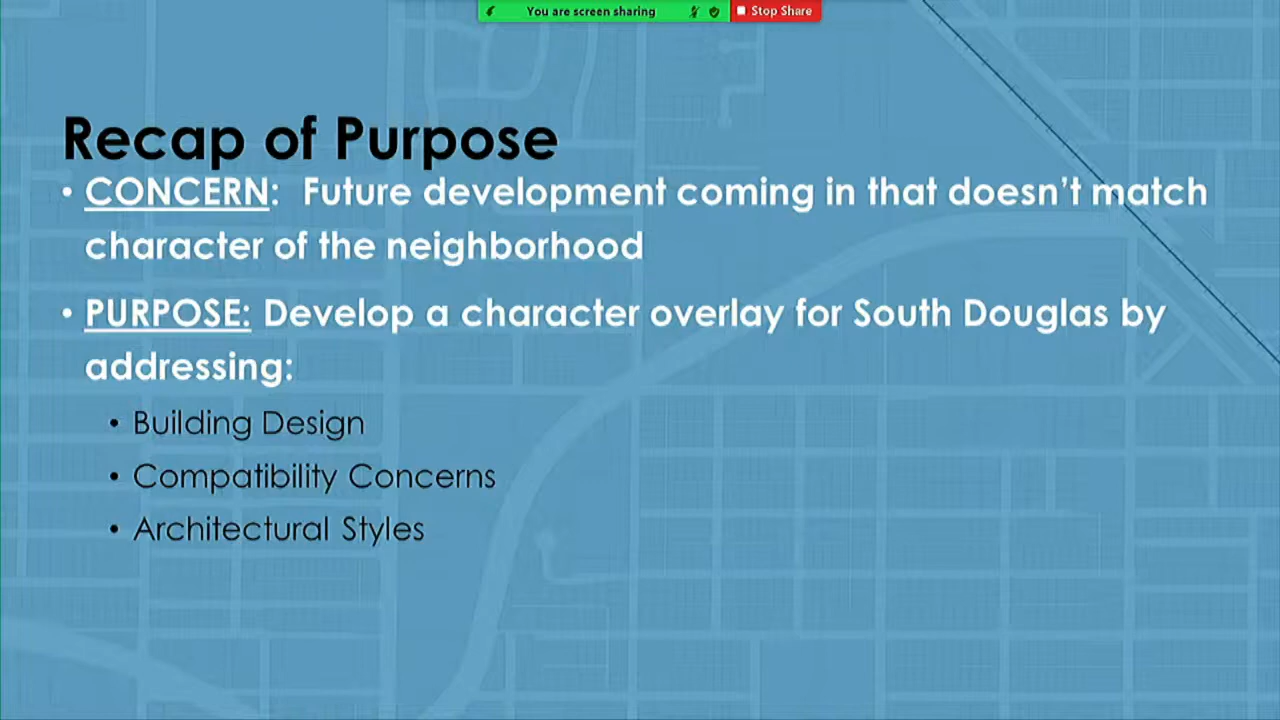 You are screen sharing
Stop Share
Recap of Purpose
• CONCERN:  Future development coming in that doesn’t match
character of the neighborhood
• PURPOSE: Develop a character overlay for South Douglas by
addressing:
• Building Design
• Compatibility Concerns
• Architectural Styles